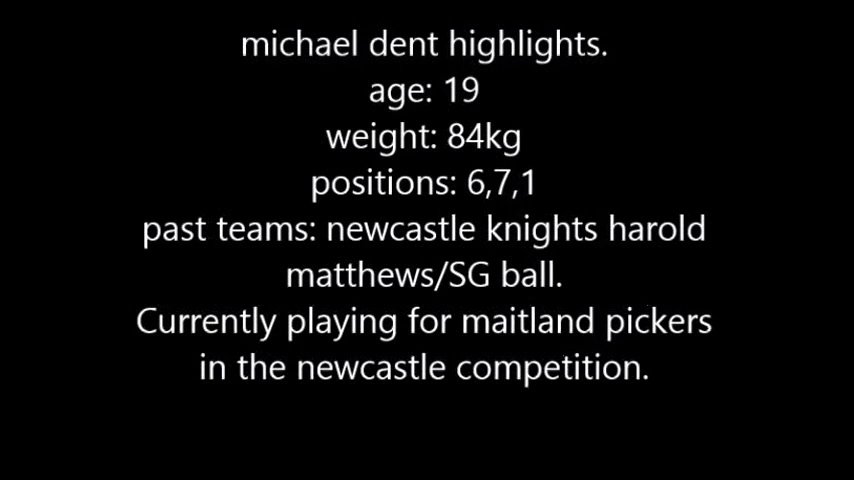 michael dent highlights.
age: 19
weight: 84kg
positions: 6,7,1
past teams: newcastle knights harold
matthews/SG ball.
Currently playing for maitland pickers
in the newcastle competition.